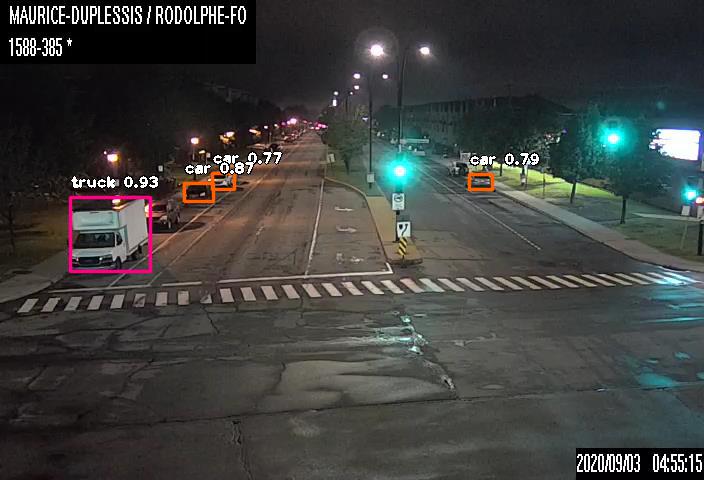 MAURICE-DUPLESSIS / RODOLPHE-FO
1588-385 *
car 0.77
car 0.87
car 0.79
truck 0.93
2020/09/03 04:55:15